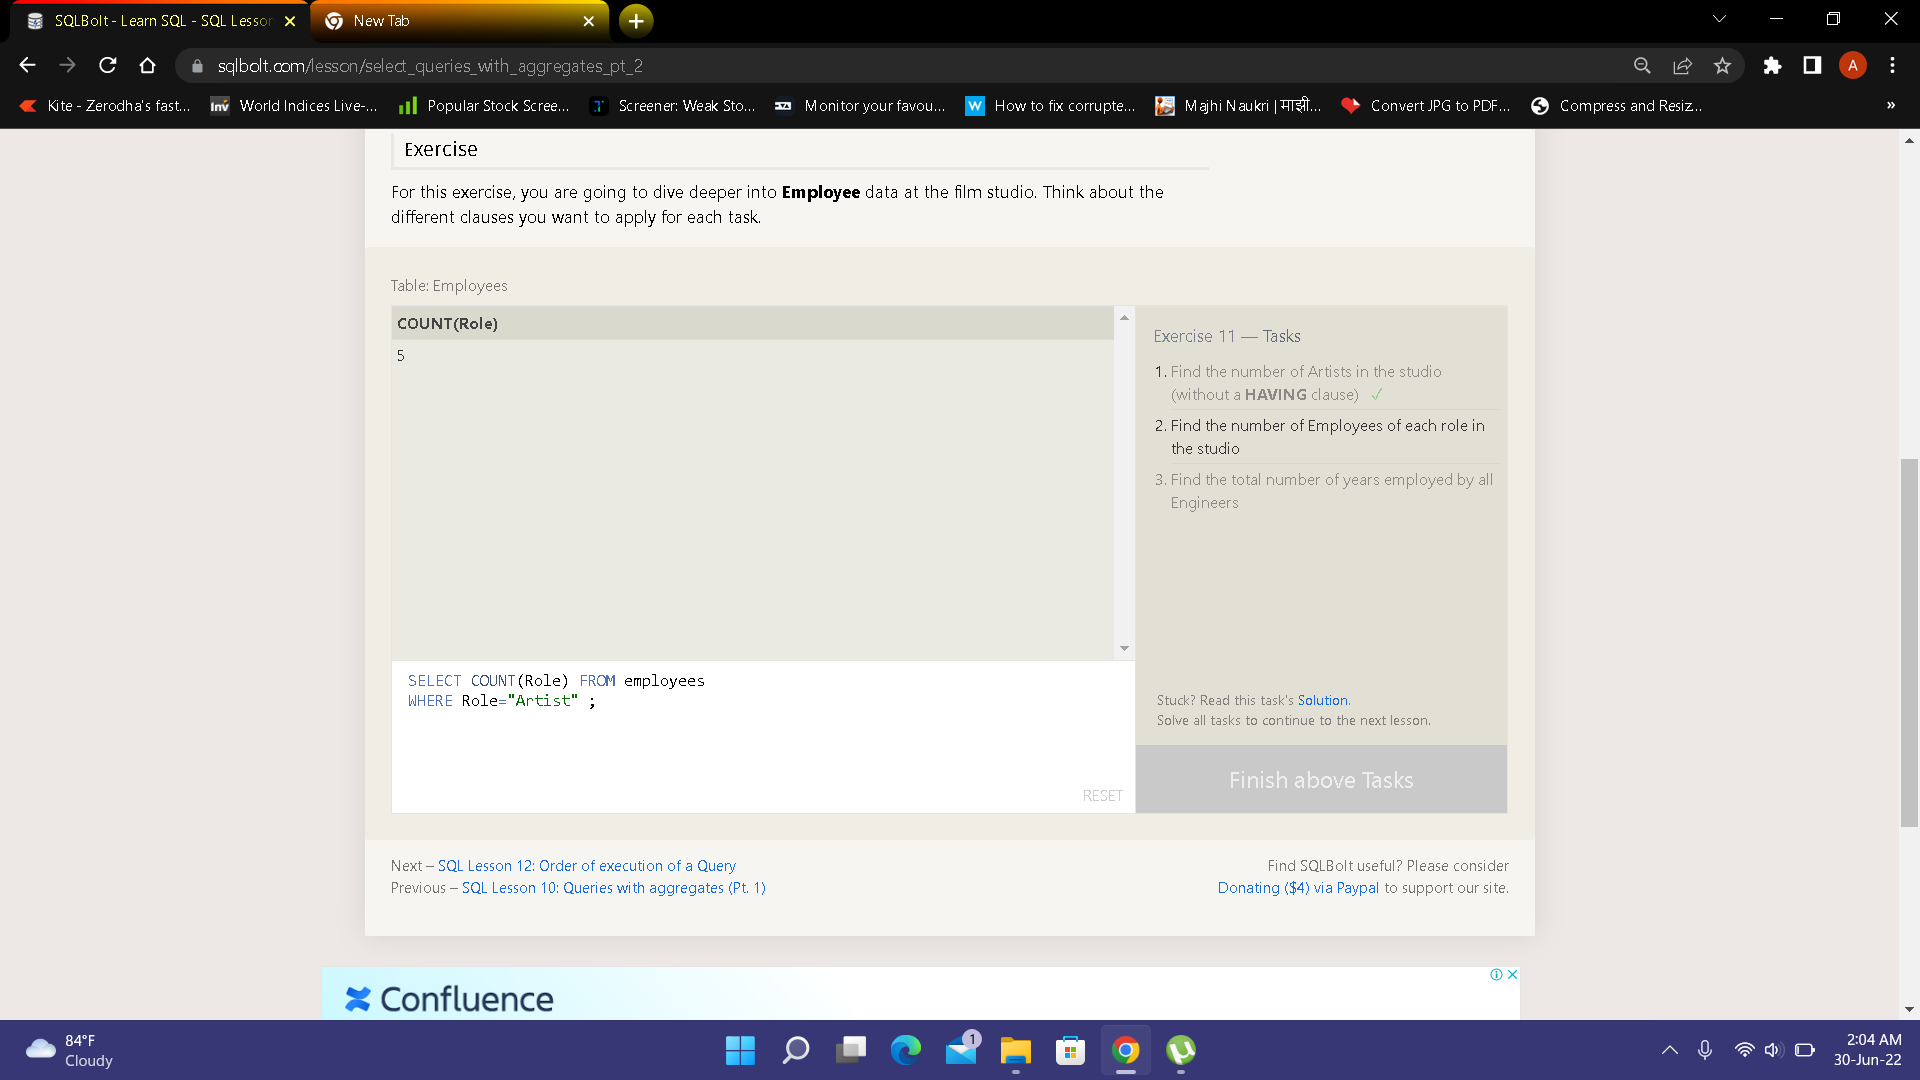 SQLBolt - Learn SQL - SQL Lesson
New Tab
sqlbolt.com/lesson/select_queries_with_aggregates_pt_2
A
Kite - Zerodha's fast...
Inv
World Indices Live-...
Popular Stock Scree...
Screener: Weak Sto...
Monitor your favou...
W
How to fix corrupte...
Majhi Naukri | माझी...
Convert JPG to PDF...
Compress and Resiz...
»
Exercise
For this exercise, you are going to dive deeper into Employee data at the film studio. Think about the
different clauses you want to apply for each task.
Table: Employees
COUNT(Role)
5
Exercise 11 — Tasks
1. Find the number of Artists in the studio
(without a HAVING clause) ✓
2. Find the number of Employees of each role in
the studio
3. Find the total number of years employed by all
Engineers
SELECT COUNT(Role) FROM employees
WHERE Role="Artist" ;
RESET
Stuck? Read this task's Solution.
Solve all tasks to continue to the next lesson.
Finish above Tasks
Next – SQL Lesson 12: Order of execution of a Query
Previous – SQL Lesson 10: Queries with aggregates (Pt. 1)
Find SQLBolt useful? Please consider
Donating ($4) via Paypal to support our site.
Confluence
84°F
Cloudy
1
2:04 AM
30-Jun-22